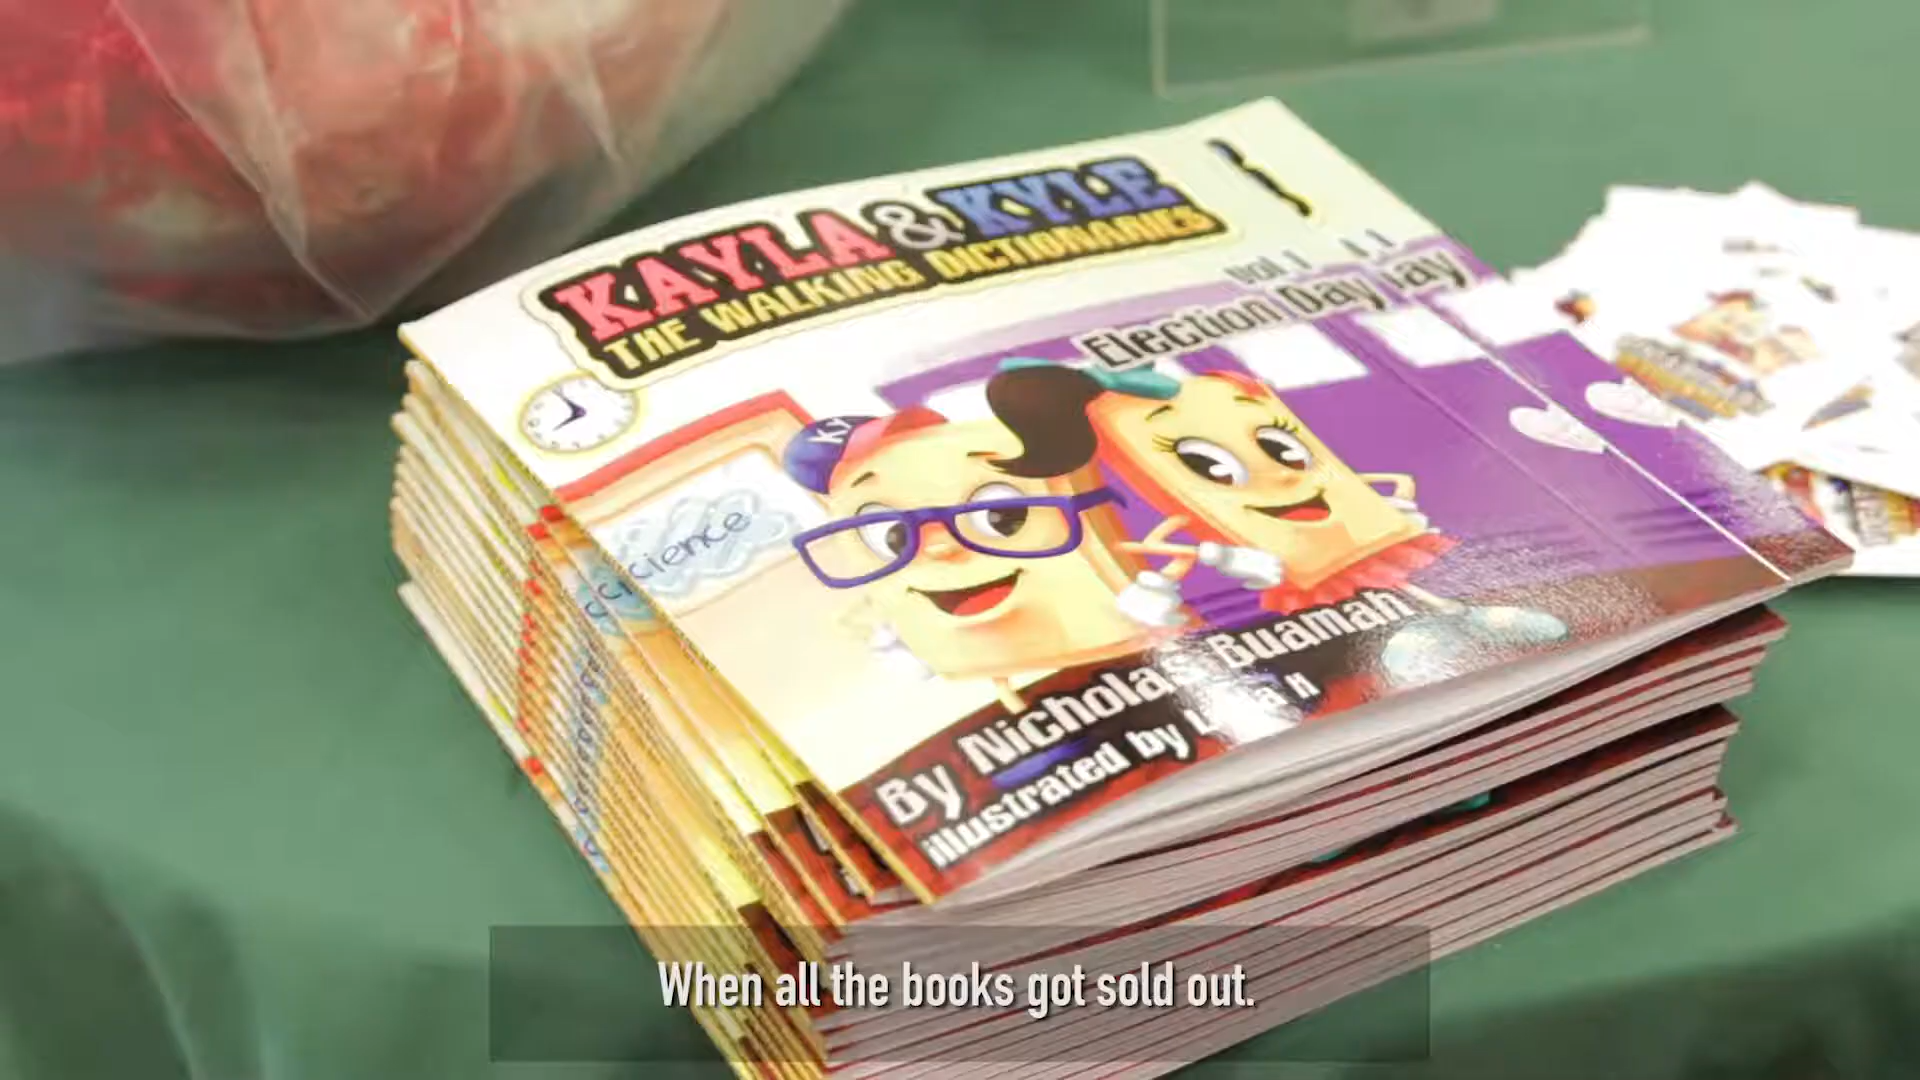 KAYLA & KYLE
THE WALKING DICTIONARIES
Vol 1
Election Day
science
By Nicholas Buamah
illustrated by
When all the books got sold out.